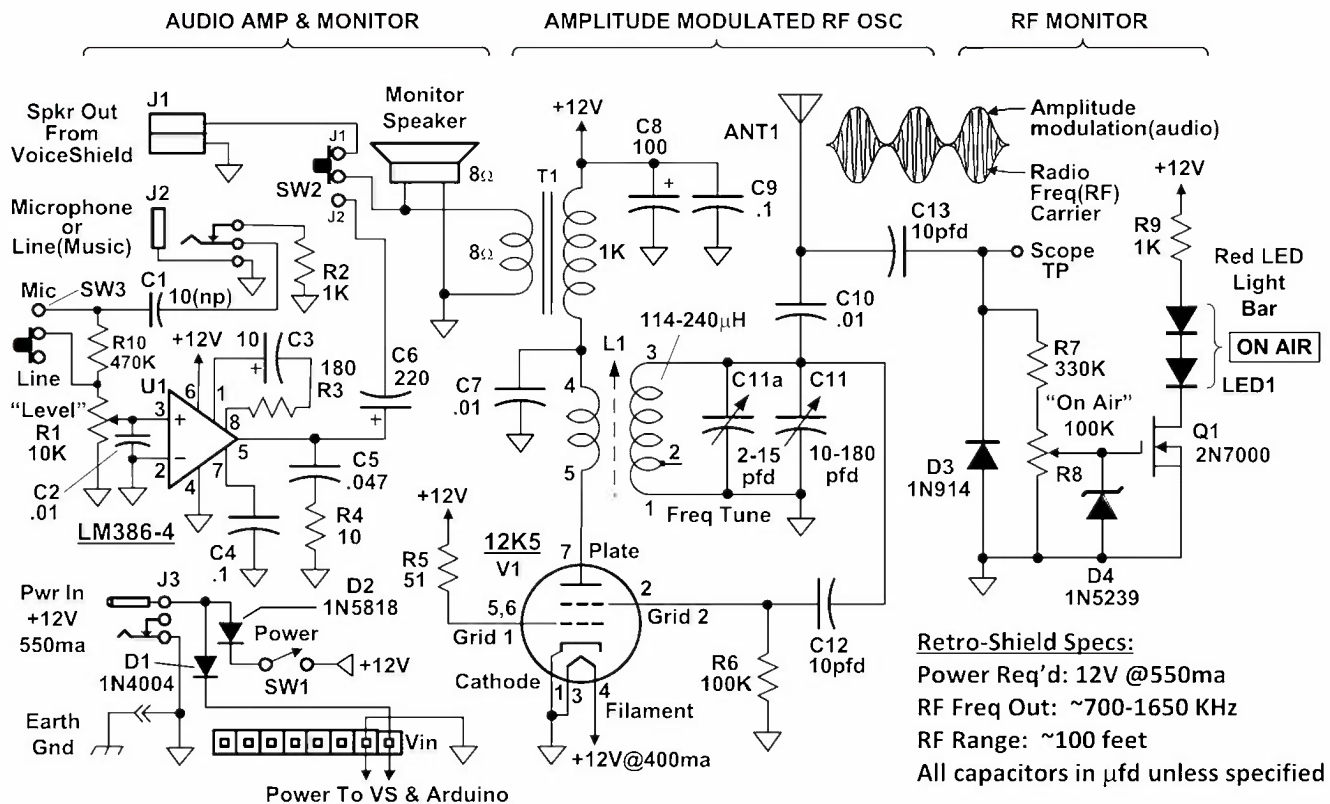 AUDIO AMP & MONITOR
AMPLITUDE MODULATED RF OSC
RF MONITOR
Spkr Out
From
VoiceShield
J1
J1
SW2
J2
Monitor
Speaker
8Ω
8Ω
T1
1K
+12V
C8
100
+
C9
.1
ANT1
Amplitude
modulation(audio)
Radio
Freq(RF)
Carrier
C13
10pfd
Scope
TP
+12V
R9
1K
Red LED
Light
Bar
ON AIR
LED1
J2
Microphone
or
Line(Music)
R2
1K
C1
10(np)
Mic
SW3
Line
R10
470K
+12V
10
C3
+
180
R3
C6
220
+
U1
"Level"
R1
10K
3
+
6
1
8
5
2
−
4
7
C2
.01
LM386-4
C4
.1
C5
.047
R4
10
C7
.01
4
5
L1
114-240µH
3
2
1
Freq Tune
C10
.01
C11a
2-15
pfd
C11
10-180
pfd
R7
330K
"On Air"
100K
R8
D3
1N914
D4
1N5239
Q1
2N7000
+12V
R5
51
12K5
V1
7
Plate
5,6
Grid 1
2
Grid 2
Cathode
1
3
4
Filament
+12V@400ma
R6
100K
C12
10pfd
Pwr In
+12V
550ma
J3
D2
1N5818
Power
SW1
+12V
D1
1N4004
Earth
Gnd
Vin
Power To VS & Arduino
Retro-Shield Specs:
Power Req'd: 12V @550ma
RF Freq Out: ~700-1650 KHz
RF Range: ~100 feet
All capacitors in µfd unless specified